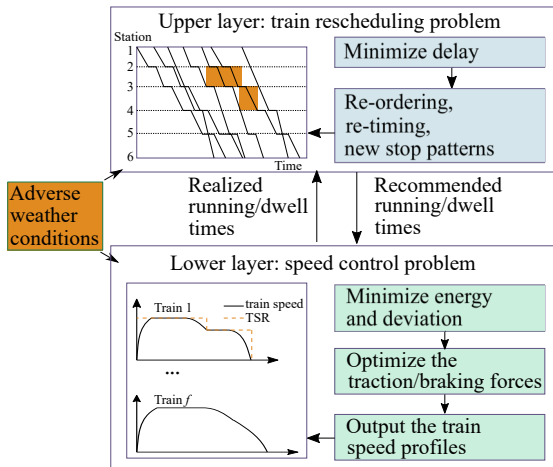 Upper layer: train rescheduling problem
Station
1
2
3
4
5
6
Time
Minimize delay
Re-ordering,
re-timing,
new stop patterns
Adverse
weather
conditions
Realized
running/dwell
times
Recommended
running/dwell
times
Lower layer: speed control problem
Train 1
train speed
TSR
...
Train f
Minimize energy
and deviation
Optimize the
traction/braking forces
Output the train
speed profiles